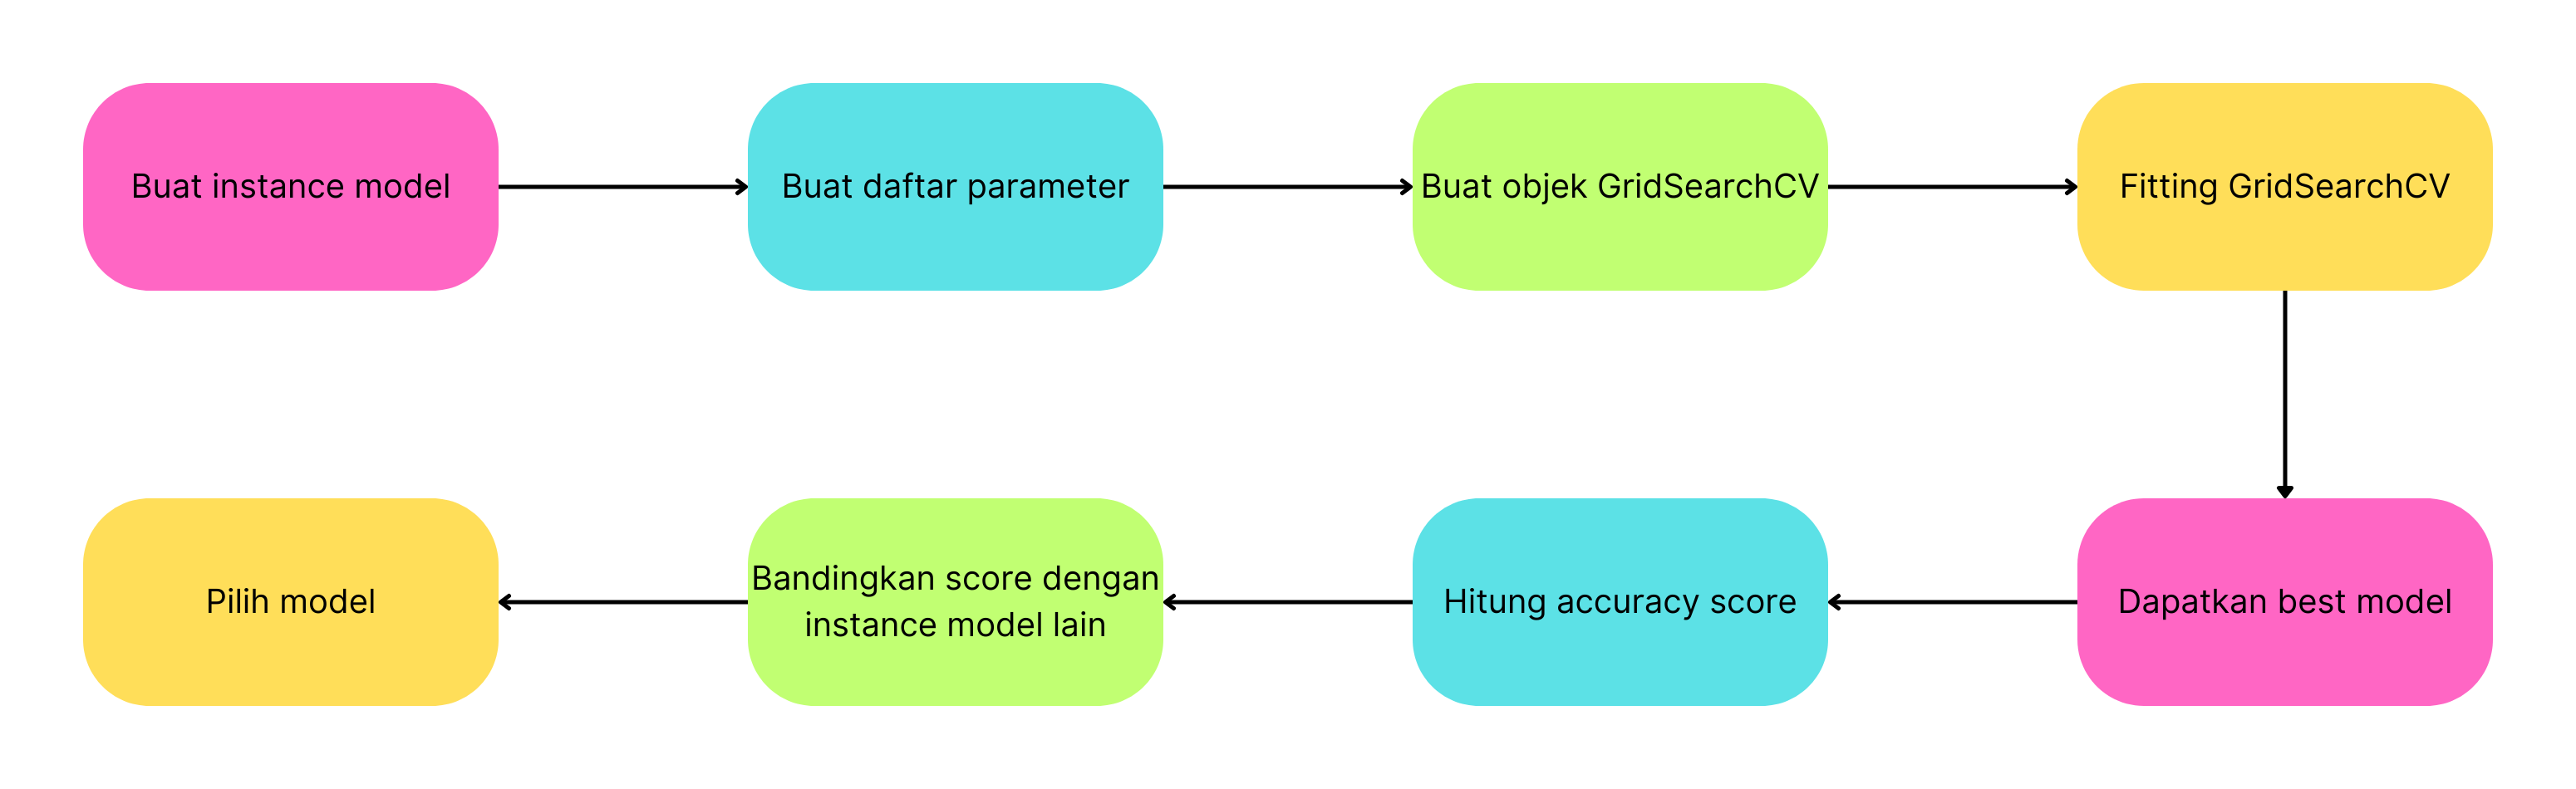 Buat instance model
Buat daftar parameter
Buat objek GridSearchCV
Fitting GridSearchCV
Dapatkan best model
Hitung accuracy score
Bandingkan score dengan
instance model lain
Pilih model